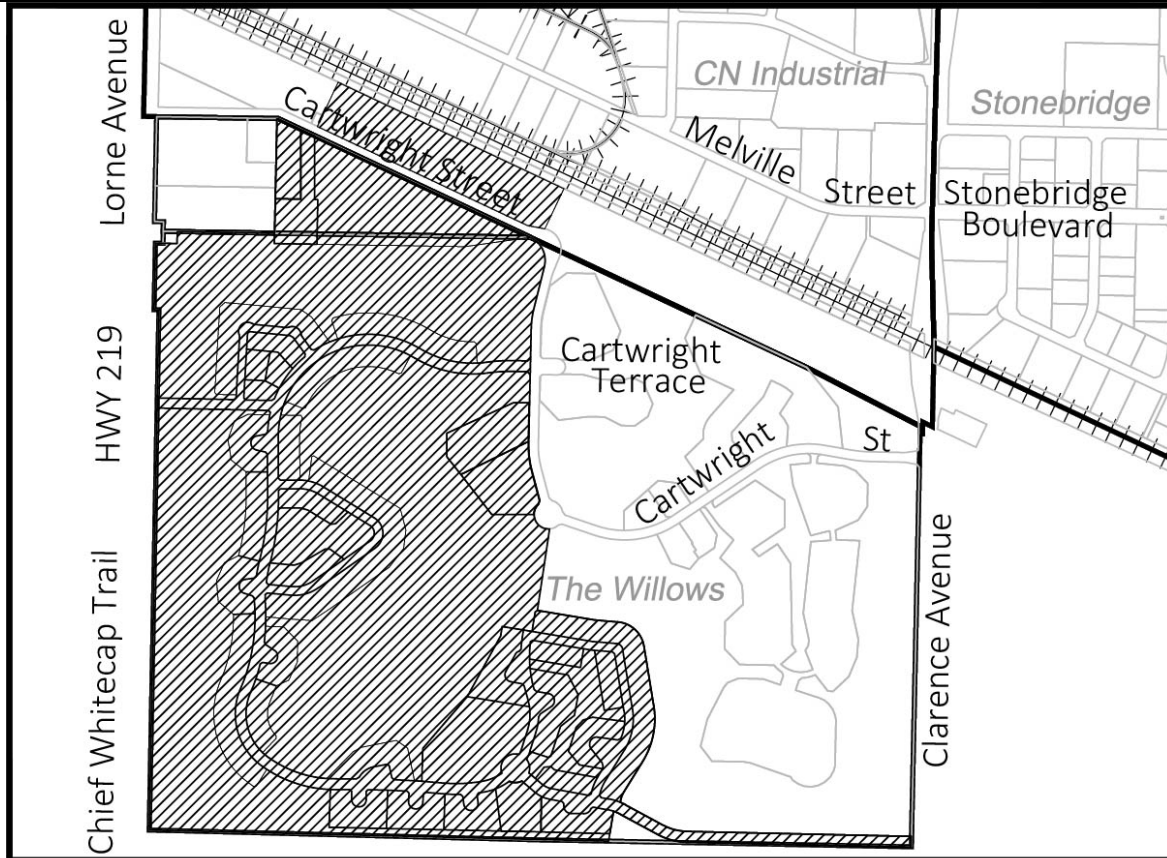 Lorne Avenue
CN Industrial
Stonebridge
Cartwright Street
Melville
Street
Stonebridge
Boulevard
HWY 219
Cartwright
Terrace
Cartwright
St
The Willows
Chief Whitecap Trail
Clarence Avenue